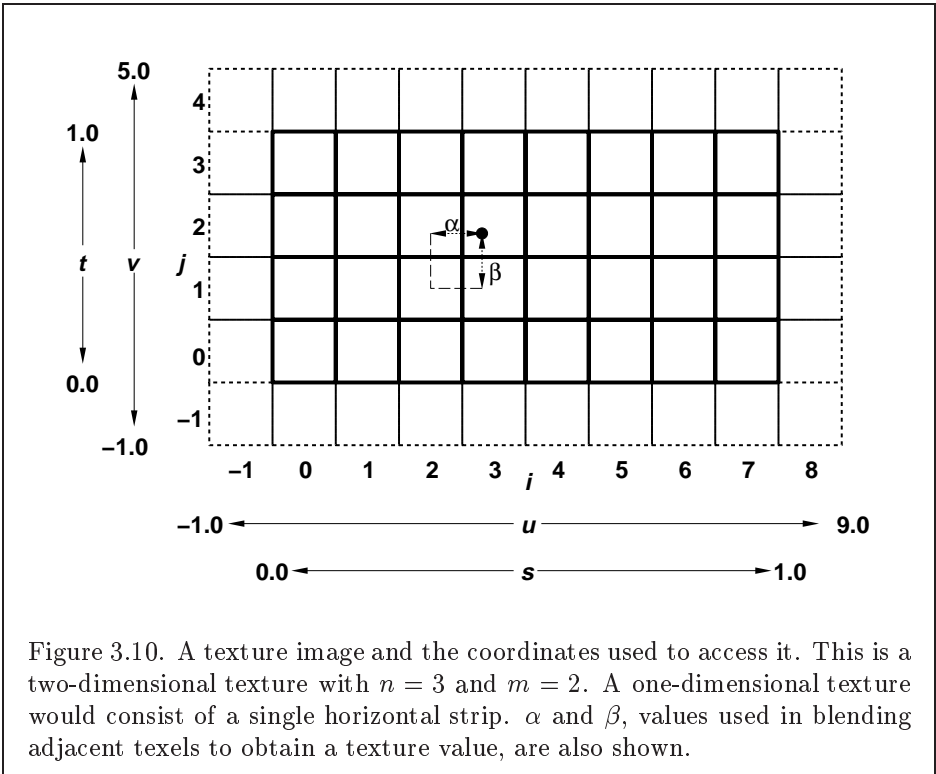 5.0
4
1.0
3
α
2
t v j
β
1
0
0.0
−1
−1.0
−1 0 1 2 3 4 5 6 7 8
i
−1.0 u 9.0
0.0 s 1.0
Figure 3.10. A texture image and the coordinates used to access it. This is a
two-dimensional texture with n = 3 and m = 2. A one-dimensional texture
would consist of a single horizontal strip. α and β, values used in blending
adjacent texels to obtain a texture value, are also shown.